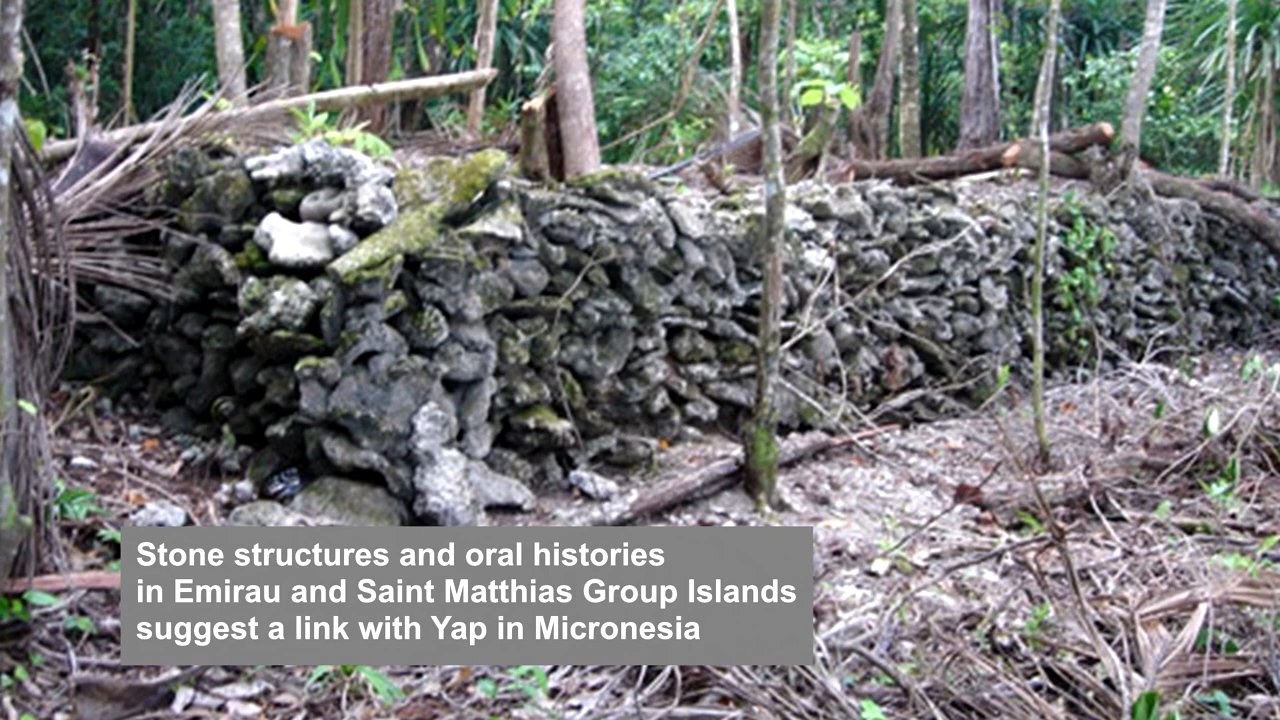 Stone structures and oral histories
in Emirau and Saint Matthias Group Islands
suggest a link with Yap in Micronesia